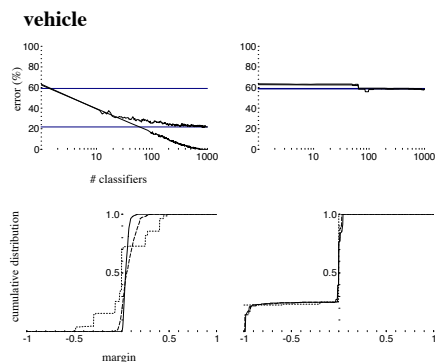 vehicle
100 100
80 80
error (%) 60 60
40 40
20 20
0 0
10 100 1000 10 100 1000
# classifiers
cumulative distribution 1.0 1.0
0.5 0.5
-1 -0.5 0 0.5 1 -1 -0.5 0 0.5 1
margin